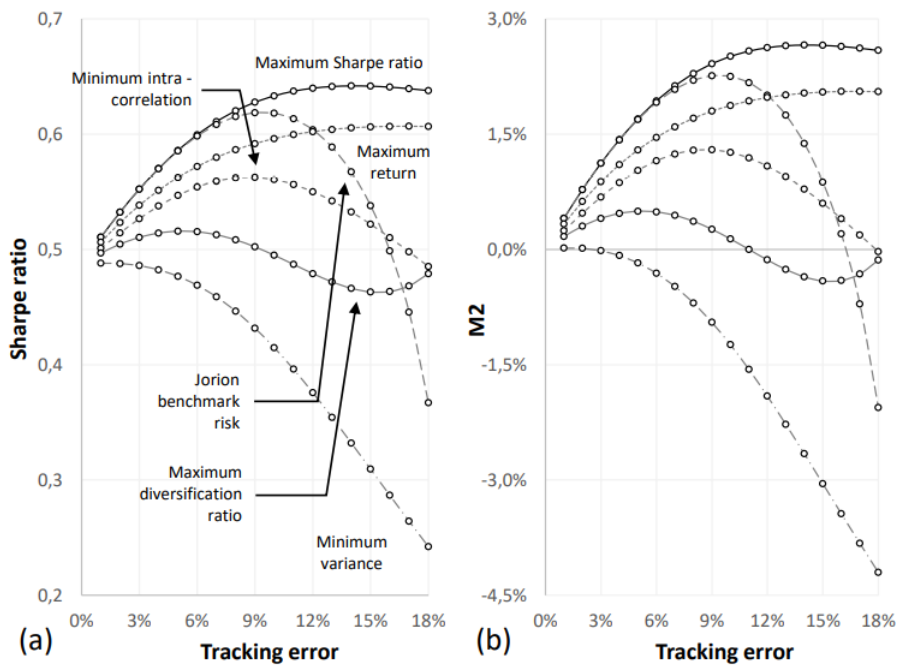 0,7
0,6
0,5
0,4
0,3
0,2
Sharpe ratio
Maximum Sharpe ratio
Minimum intra -
correlation
Maximum
return
Jorion
benchmark
risk
Maximum
diversification
ratio
Minimum
variance
0% 3% 6% 9% 12% 15% 18%
(a)
Tracking error
3,0%
1,5%
0,0%
-1,5%
-3,0%
-4,5%
M2
0% 3% 6% 9% 12% 15% 18%
(b)
Tracking error